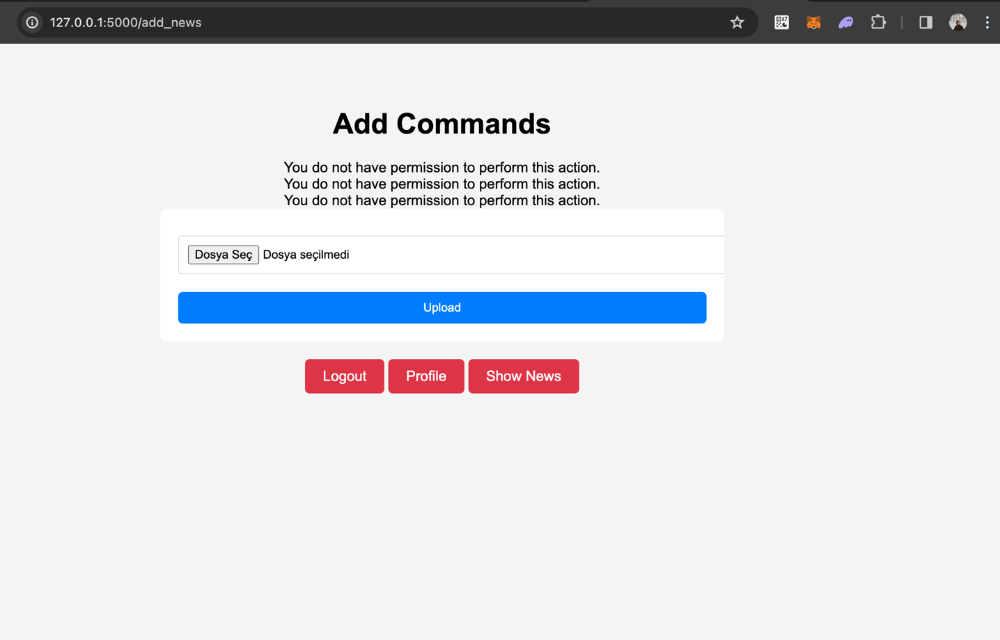 127.0.0.1:5000/add_news
Add Commands
You do not have permission to perform this action.
You do not have permission to perform this action.
You do not have permission to perform this action.
Dosya Seç Dosya seçilmedi
Upload
Logout Profile Show News